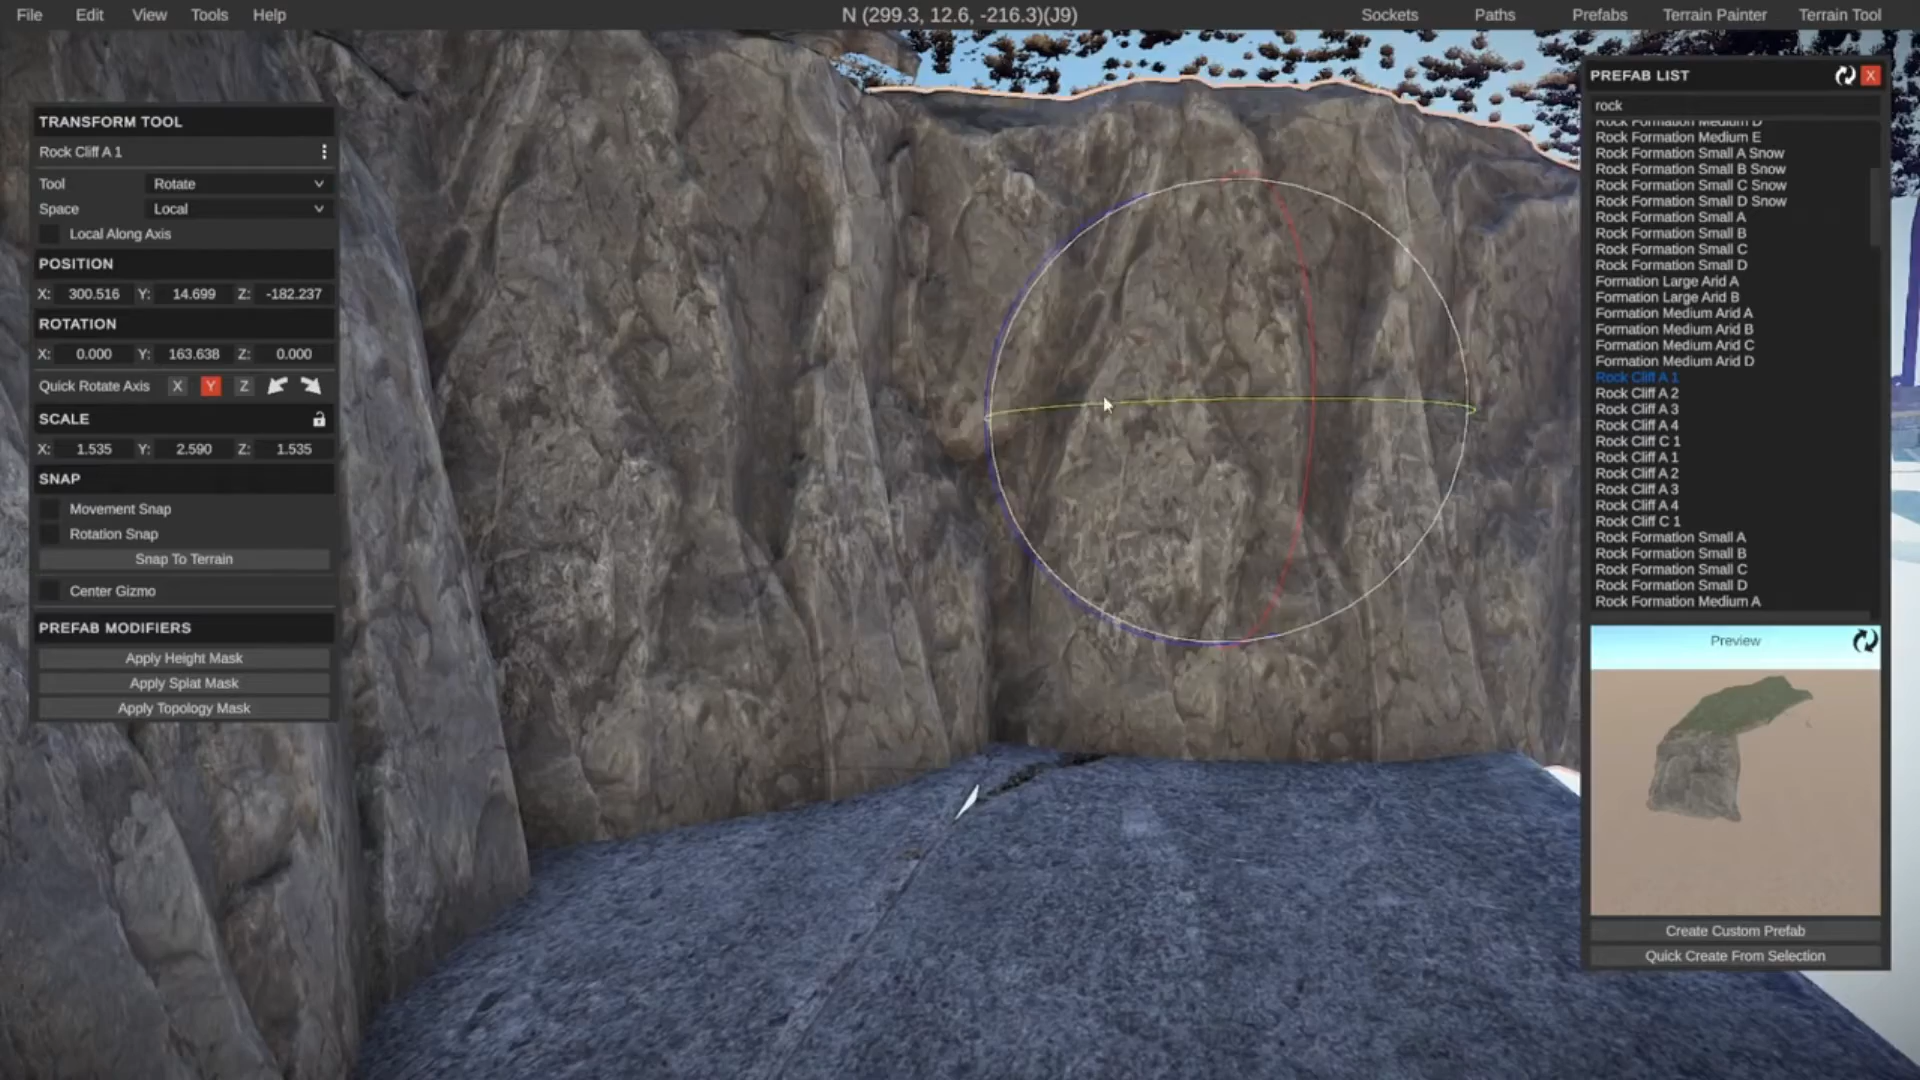 File Edit View Tools Help N (299.3, 12.6, -216.3)(J9) Sockets Paths Prefabs Terrain Painter Terrain Tool
TRANSFORM TOOL
Rock Cliff A 1
Tool Rotate
Space Local
Local Along Axis
POSITION
X: 300.516 Y: 14.699 Z: -182.237
ROTATION
X: 0.000 Y: 163.638 Z: 0.000
Quick Rotate Axis X Y Z
SCALE
X: 1.535 Y: 2.590 Z: 1.535
SNAP
Movement Snap
Rotation Snap
Snap To Terrain
Center Gizmo
PREFAB MODIFIERS
Apply Height Mask
Apply Splat Mask
Apply Topology Mask
PREFAB LIST X
rock
Rock Formation Medium D
Rock Formation Medium E
Rock Formation Small A Snow
Rock Formation Small B Snow
Rock Formation Small C Snow
Rock Formation Small D Snow
Rock Formation Small A
Rock Formation Small B
Rock Formation Small C
Rock Formation Small D
Formation Large Arid A
Formation Large Arid B
Formation Medium Arid A
Formation Medium Arid B
Formation Medium Arid C
Formation Medium Arid D
Rock Cliff A 1
Rock Cliff A 2
Rock Cliff A 3
Rock Cliff A 4
Rock Cliff C 1
Rock Cliff A 1
Rock Cliff A 2
Rock Cliff A 3
Rock Cliff A 4
Rock Cliff C 1
Rock Formation Small A
Rock Formation Small B
Rock Formation Small C
Rock Formation Small D
Rock Formation Medium A
Preview
Create Custom Prefab
Quick Create From Selection